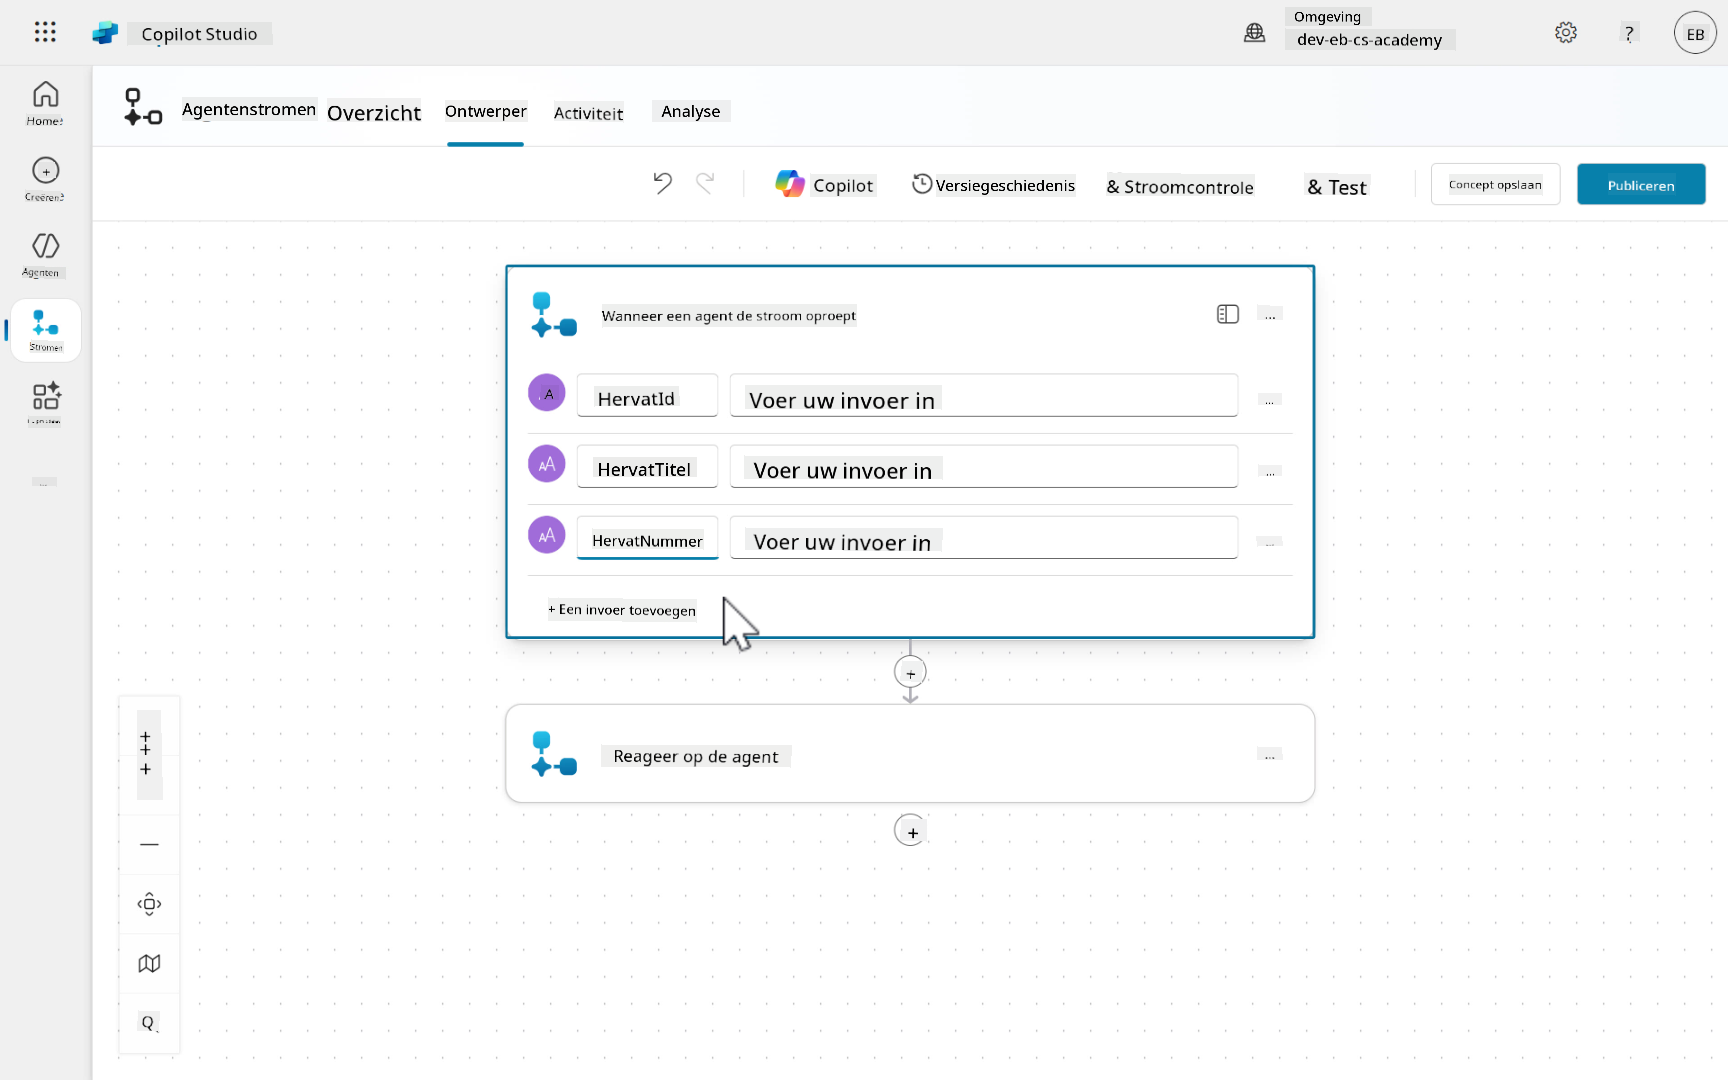 Copilot Studio
Omgeving
dev-eb-cs-academy
?
EB
Home
Creëren
Agenten
Stromen
Agentenstromen Overzicht Ontwerper Activiteit Analyse
Copilot Versiegeschiedenis & Stroomcontrole & Test Concept opslaan Publiceren
Wanneer een agent de stroom oproept ...
A HervatId Voer uw invoer in ...
AA HervatTitel Voer uw invoer in ...
AA HervatNummer Voer uw invoer in ...
+ Een invoer toevoegen
+
Reageer op de agent ...
+
+
+
+
Q